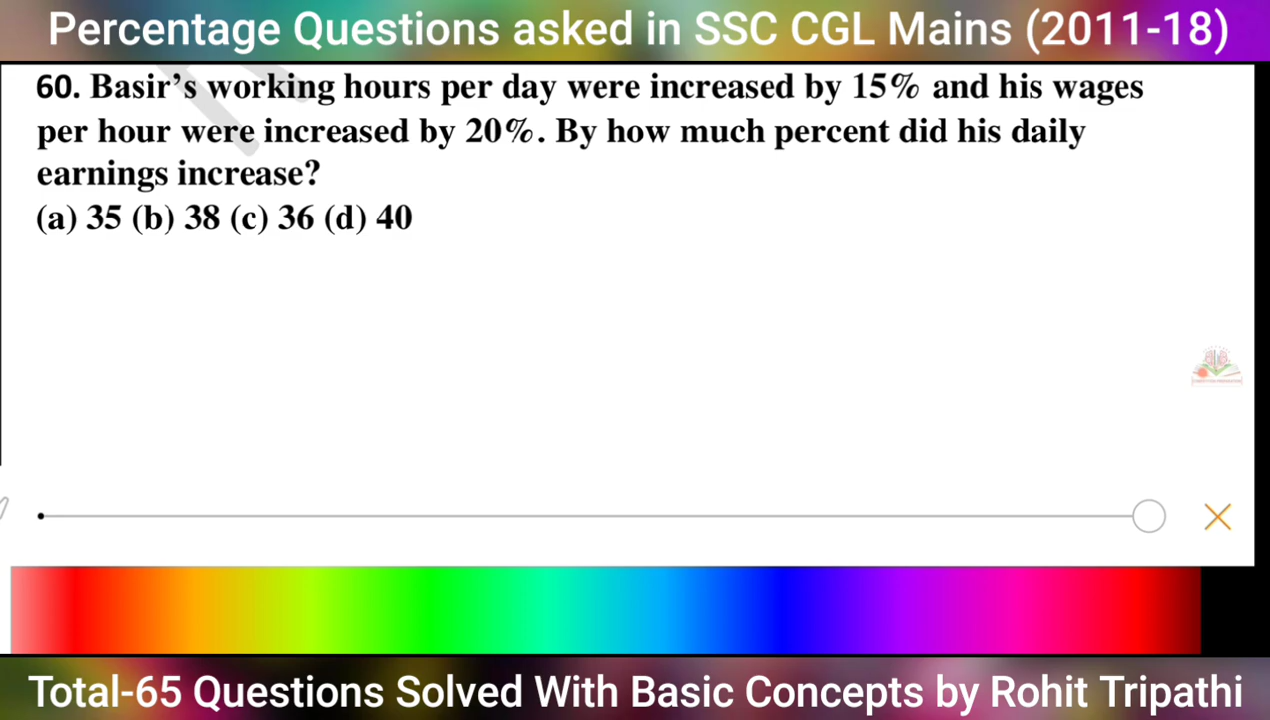 Percentage Questions asked in SSC CGL Mains (2011-18)
60. Basir’s working hours per day were increased by 15% and his wages
per hour were increased by 20%. By how much percent did his daily
earnings increase?
(a) 35 (b) 38 (c) 36 (d) 40
Total-65 Questions Solved With Basic Concepts by Rohit Tripathi